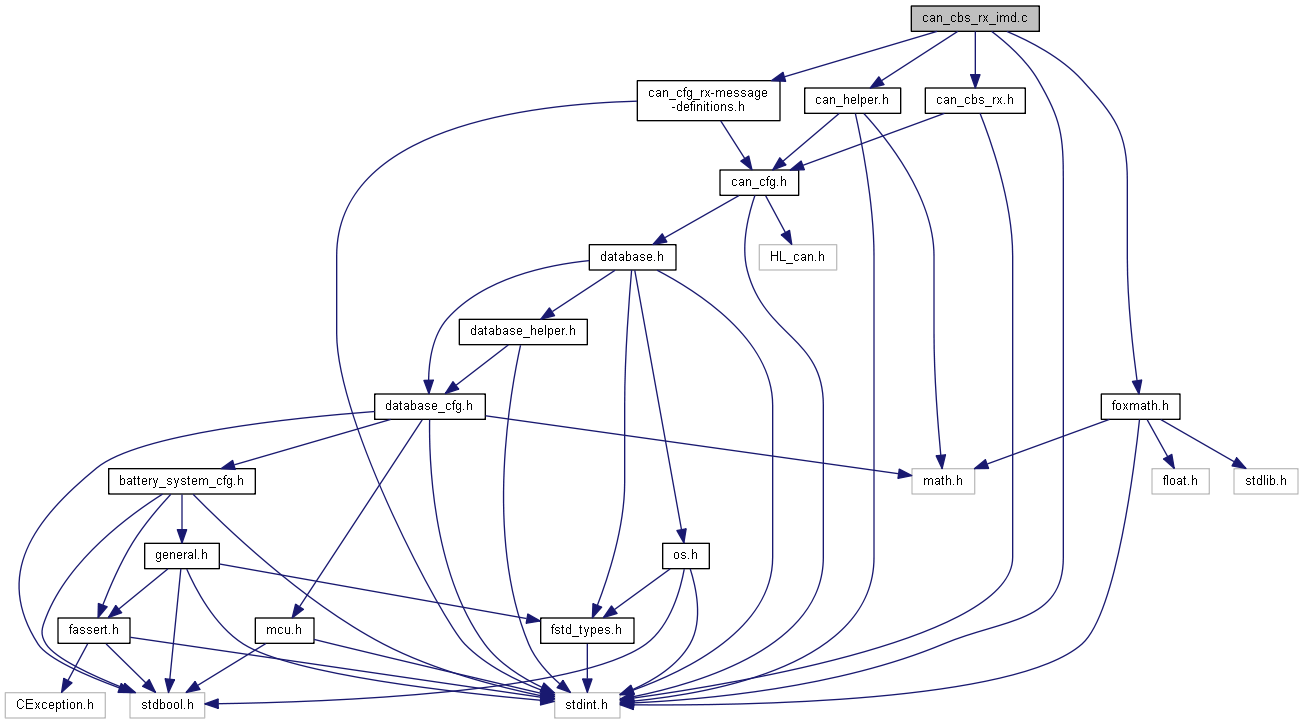 can_cbs_rx_imd.c
can_cfg_rx-message
-definitions.h
can_helper.h
can_cbs_rx.h
can_cfg.h
database.h
HL_can.h
database_helper.h
database_cfg.h
foxmath.h
battery_system_cfg.h
math.h
float.h
stdlib.h
general.h
os.h
fassert.h
mcu.h
fstd_types.h
CException.h
stdbool.h
stdint.h